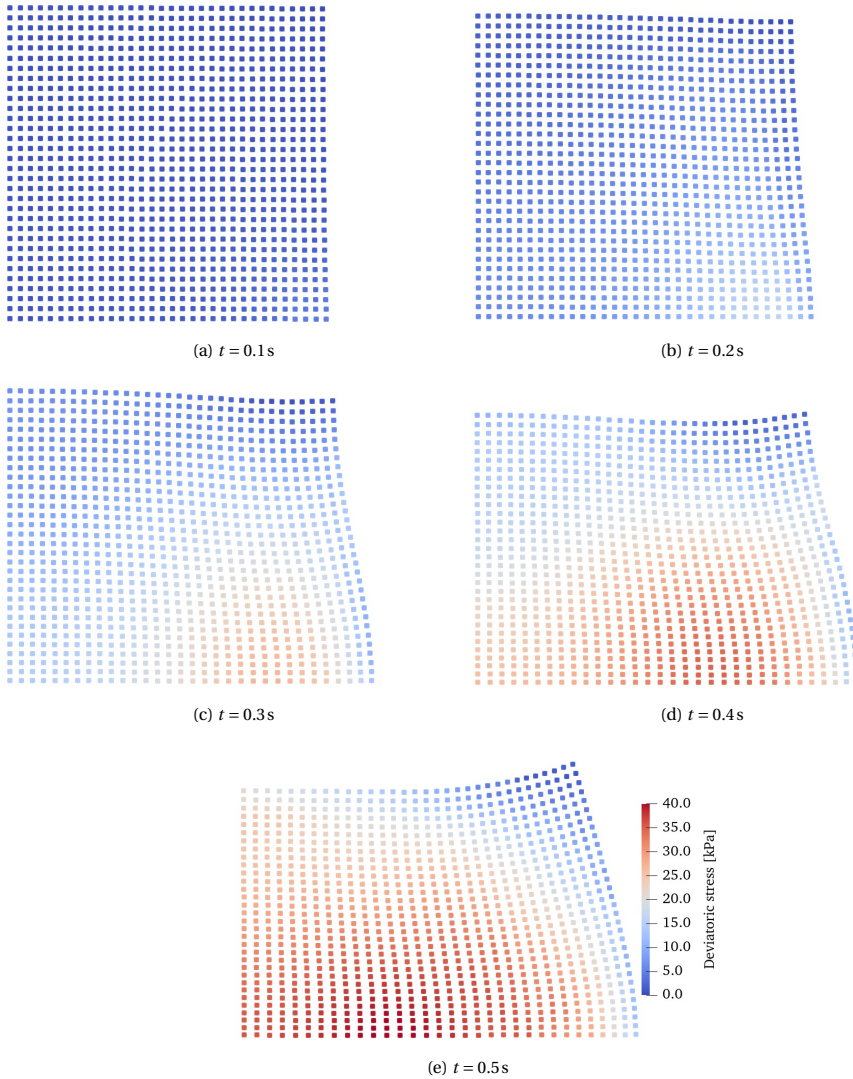 (a) t = 0.1 s
(b) t = 0.2 s
(c) t = 0.3 s
(d) t = 0.4 s
40.0
35.0
30.0
25.0
20.0
15.0
10.0
5.0
0.0
Deviatoric stress [kPa]
(e) t = 0.5 s